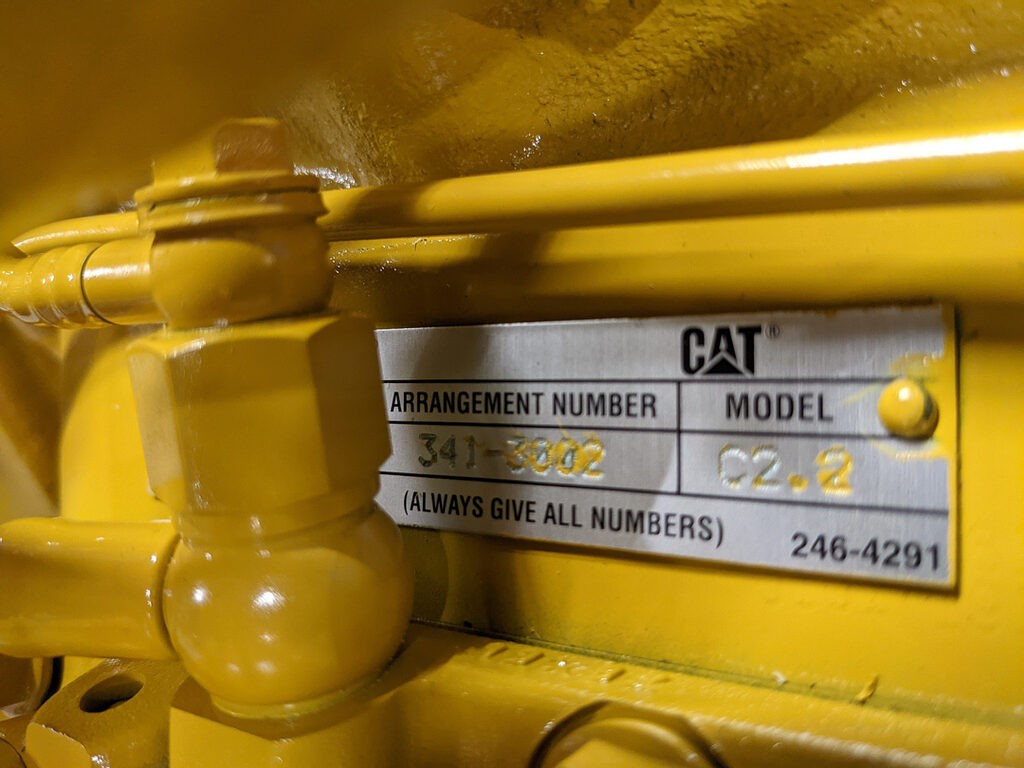 CAT®
ARRANGEMENT NUMBER MODEL
341-3002 C2.2
(ALWAYS GIVE ALL NUMBERS)
246-4291